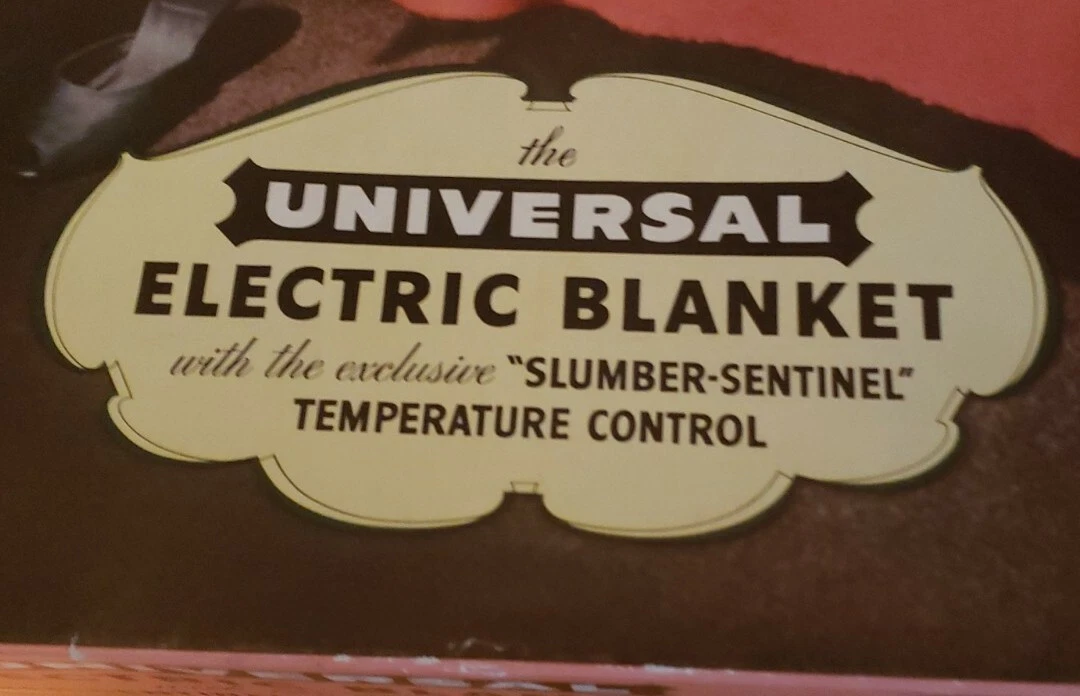 the
UNIVERSAL
ELECTRIC BLANKET
with the exclusive "SLUMBER-SENTINEL"
TEMPERATURE CONTROL